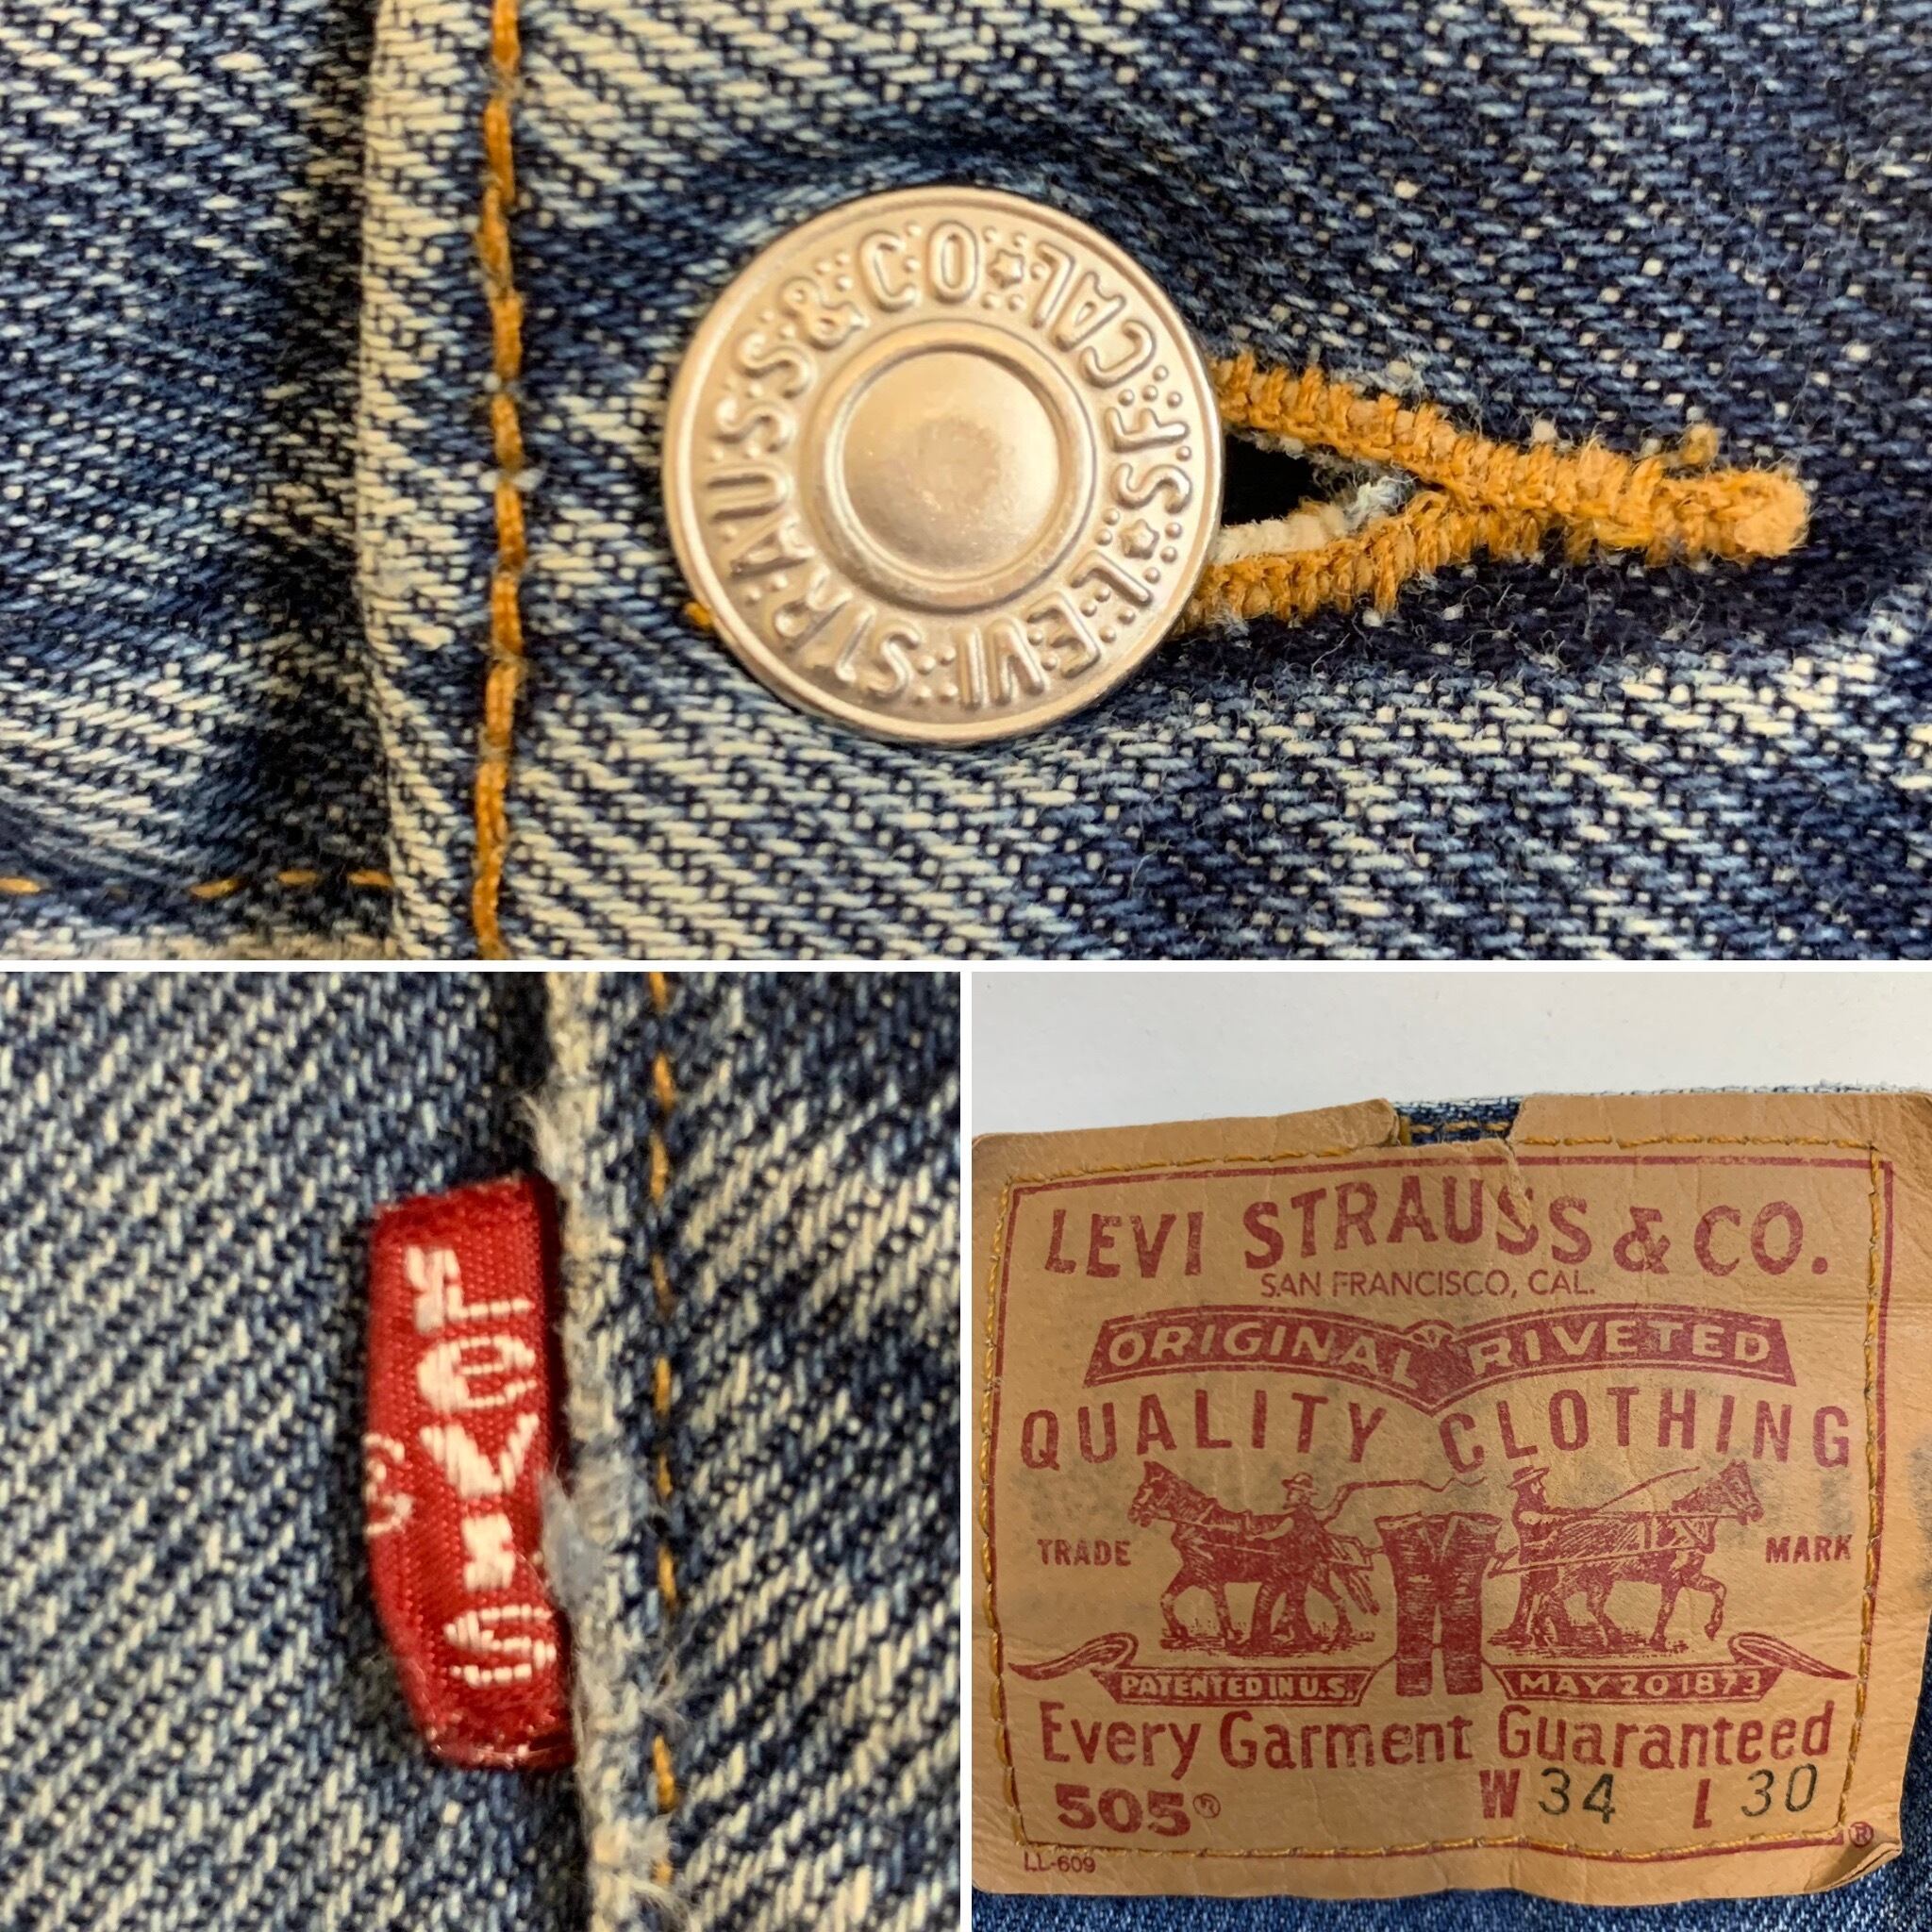 LEVI STRAUSS & CO ☆ S.F. CAL ☆
LEVI'S
®
LEVI STRAUSS & CO.
SAN FRANCISCO, CAL.
ORIGINAL RIVETED
QUALITY CLOTHING
TRADE MARK
PATENTED IN U.S. MAY 20 1873
Every Garment Guaranteed
505® W 34 L 30
®
LL-609